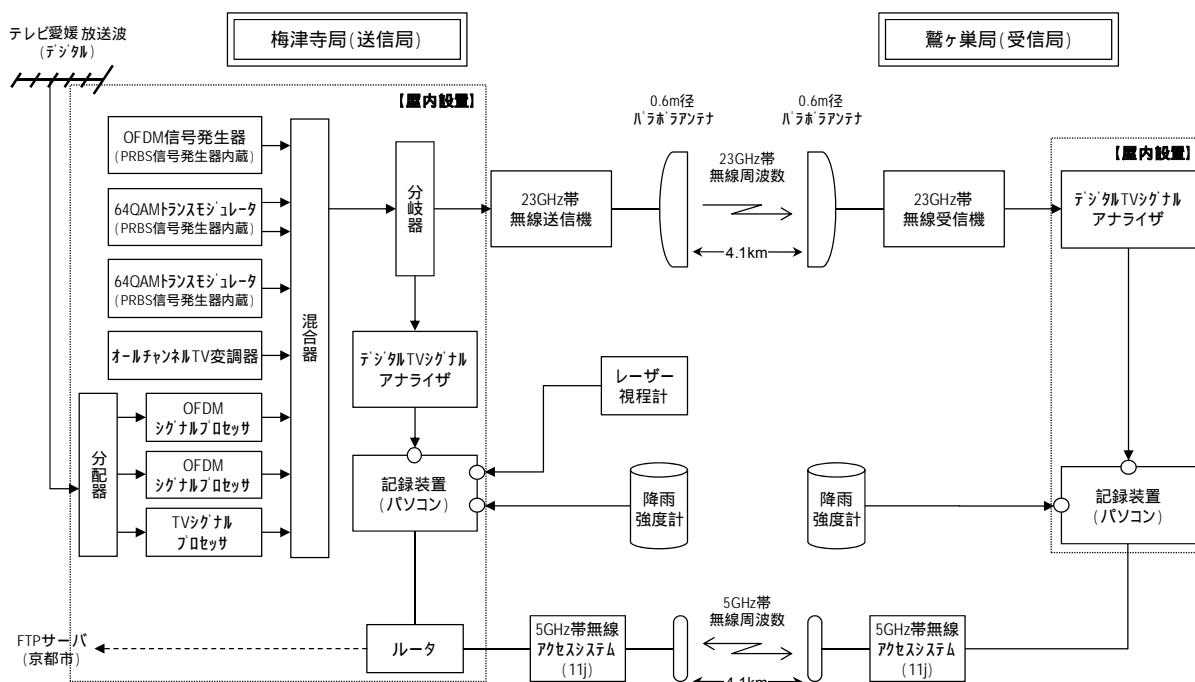 テレビ愛媛 放送波
(デジタル)
梅津寺局(送信局)
鷲ヶ巣局(受信局)
【屋内設置】
OFDM信号発生器
(PRBS信号発生器内蔵)
64QAMトランスモジュレータ
(PRBS信号発生器内蔵)
64QAMトランスモジュレータ
(PRBS信号発生器内蔵)
オールチャンネルTV変調器
分配器
OFDM
シグナルプロセッサ
OFDM
シグナルプロセッサ
TVシグナル
プロセッサ
混合器
分岐器
デジタルTVシグナル
アナライザ
記録装置
(パソコン)
ルータ
FTPサーバ
(京都市)
23GHz帯
無線送信機
0.6m径
パラボラアンテナ
23GHz帯
無線周波数
4.1km
0.6m径
パラボラアンテナ
23GHz帯
無線受信機
レーザー
視程計
降雨
強度計
降雨
強度計
5GHz帯無線
アクセスシステム
(11j)
5GHz帯
無線周波数
4.1km
5GHz帯無線
アクセスシステム
(11j)
【屋内設置】
デジタルTVシグナル
アナライザ
記録装置
(パソコン)